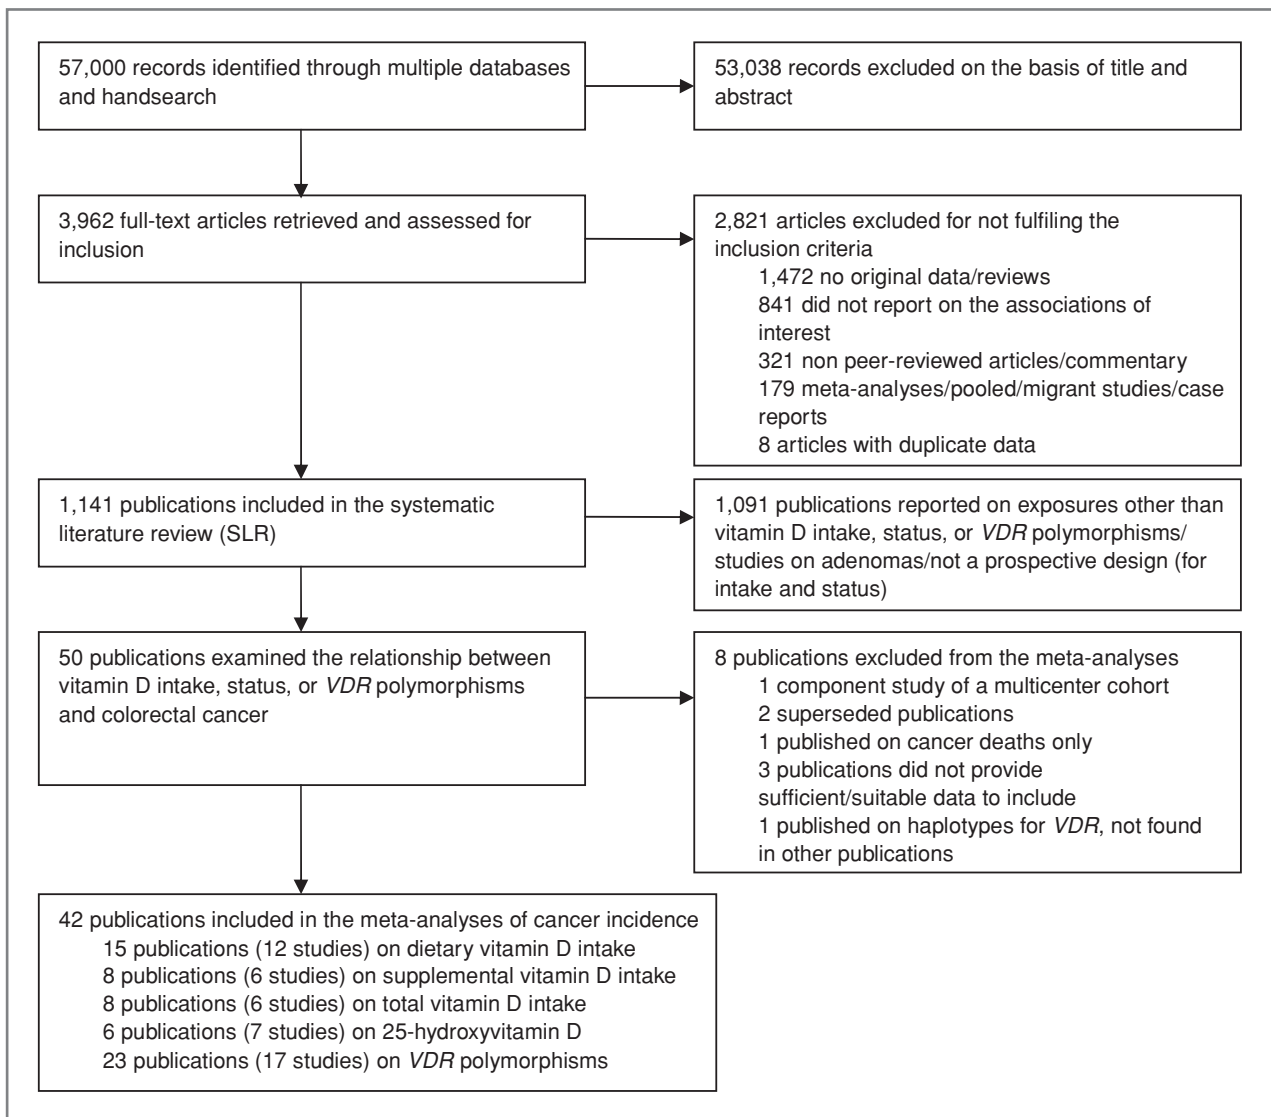 57,000 records identified through multiple databases
and handsearch
53,038 records excluded on the basis of title and
abstract
3,962 full-text articles retrieved and assessed for
inclusion
2,821 articles excluded for not fulfiling the
inclusion criteria
1,472 no original data/reviews
841 did not report on the associations of
interest
321 non peer-reviewed articles/commentary
179 meta-analyses/pooled/migrant studies/case
reports
8 articles with duplicate data
1,141 publications included in the systematic
literature review (SLR)
1,091 publications reported on exposures other than
vitamin D intake, status, or VDR polymorphisms/
studies on adenomas/not a prospective design (for
intake and status)
50 publications examined the relationship between
vitamin D intake, status, or VDR polymorphisms
and colorectal cancer
8 publications excluded from the meta-analyses
1 component study of a multicenter cohort
2 superseded publications
1 published on cancer deaths only
3 publications did not provide
sufficient/suitable data to include
1 published on haplotypes for VDR, not found
in other publications
42 publications included in the meta-analyses of cancer incidence
15 publications (12 studies) on dietary vitamin D intake
8 publications (6 studies) on supplemental vitamin D intake
8 publications (6 studies) on total vitamin D intake
6 publications (7 studies) on 25-hydroxyvitamin D
23 publications (17 studies) on VDR polymorphisms